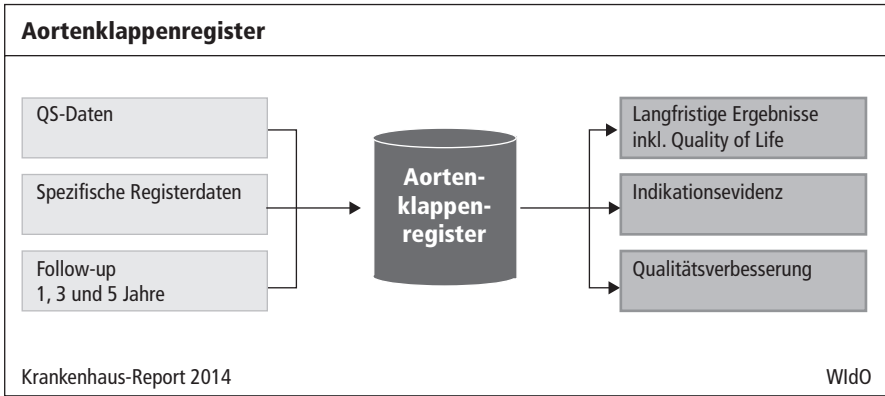 Aortenklappenregister
QS-Daten
Spezifische Registerdaten
Follow-up
1, 3 und 5 Jahre
Aorten-
klappen-
register
Langfristige Ergebnisse
inkl. Quality of Life
Indikationsevidenz
Qualitätsverbesserung
Krankenhaus-Report 2014
WIdO